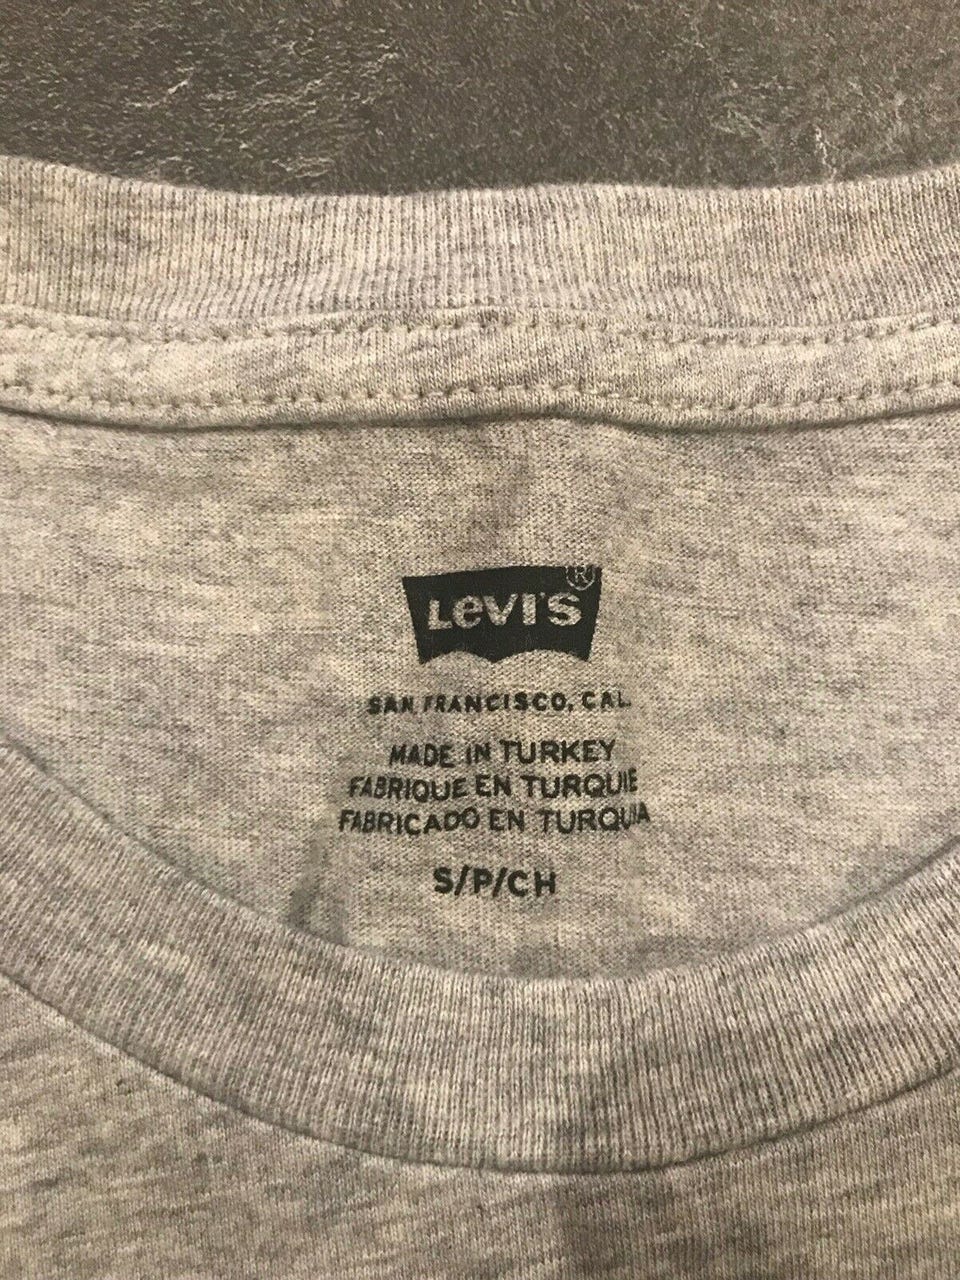 LEVI'S ®
SAN FRANCISCO, CAL.
MADE IN TURKEY
FABRIQUE EN TURQUIE
FABRICADO EN TURQUIA
S/P/CH